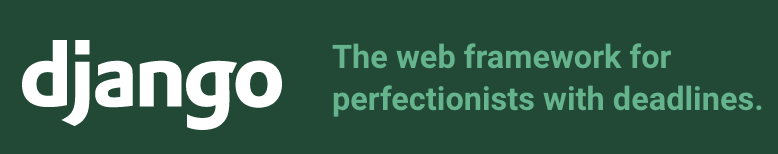 django
The web framework for
perfectionists with deadlines.